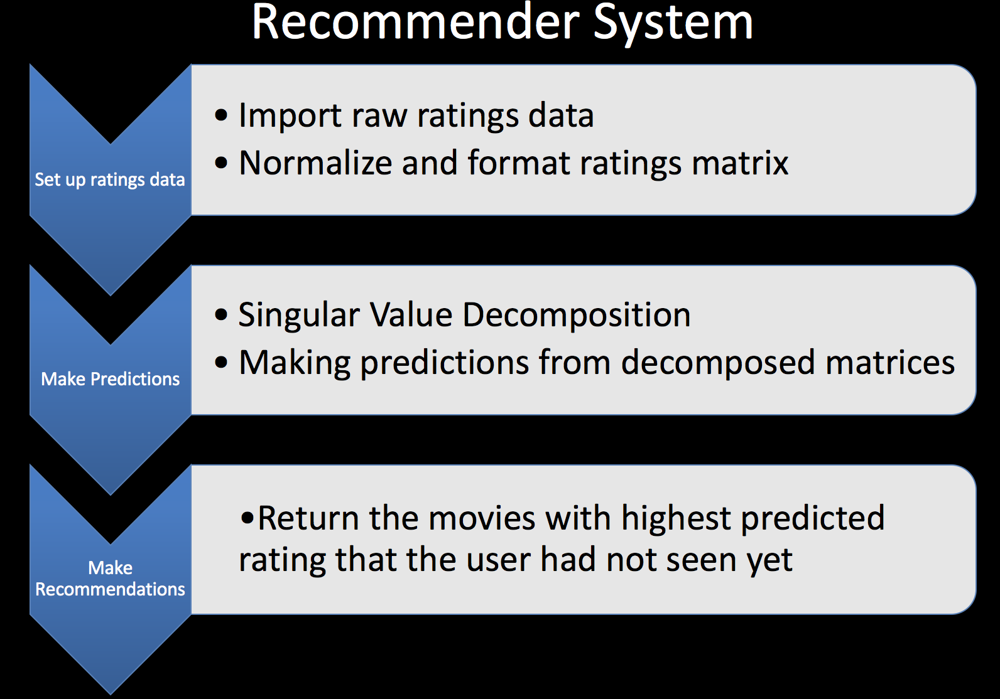 Recommender System
Set up ratings data
• Import raw ratings data
• Normalize and format ratings matrix
Make Predictions
• Singular Value Decomposition
• Making predictions from decomposed matrices
Make
Recommendations
•Return the movies with highest predicted
rating that the user had not seen yet